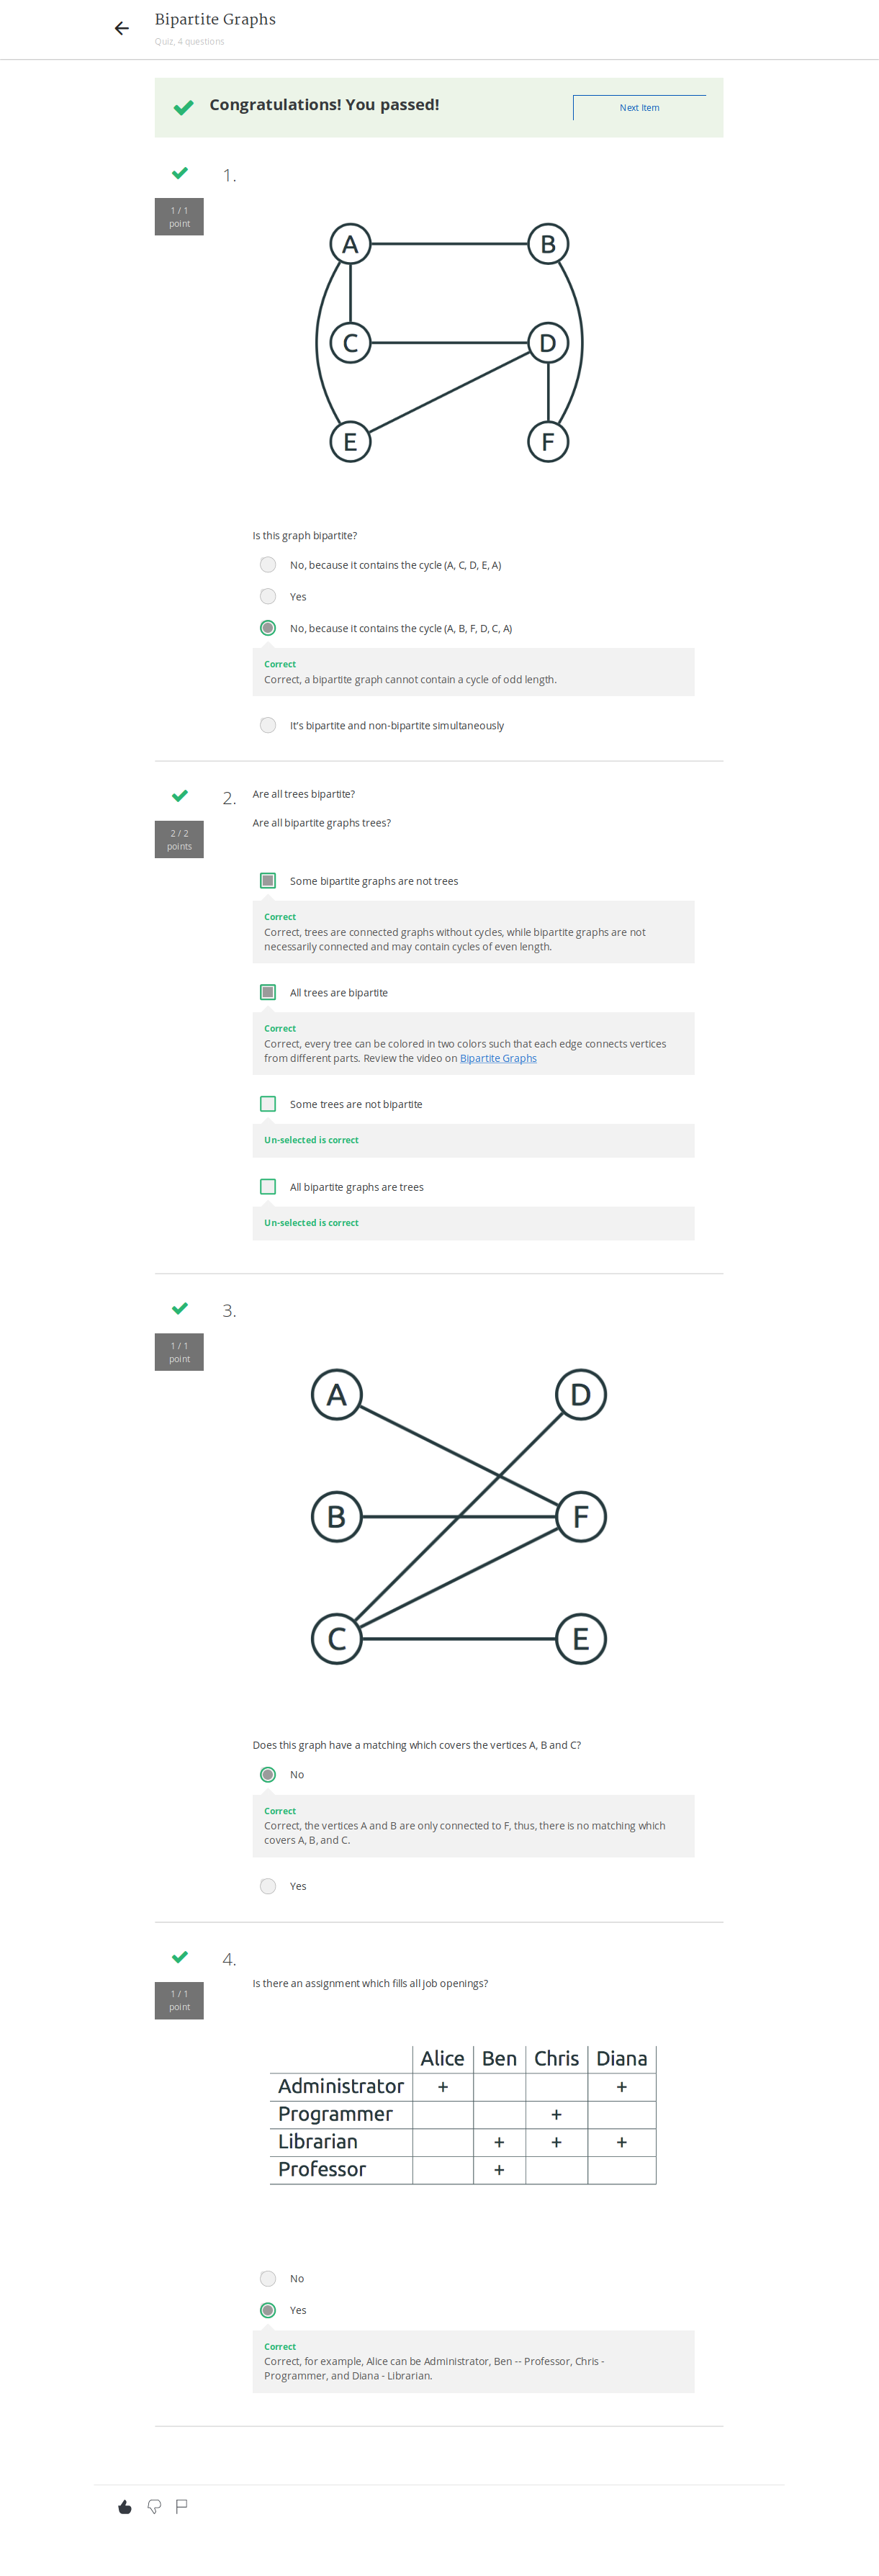 Bipartite Graphs
Quiz, 4 questions
Congratulations! You passed!
Next Item
1.
1 / 1
point
A
B
C
D
E
F
Is this graph bipartite?
No, because it contains the cycle (A, C, D, E, A)
Yes
No, because it contains the cycle (A, B, F, D, C, A)
Correct
Correct, a bipartite graph cannot contain a cycle of odd length.
It's bipartite and non-bipartite simultaneously
2.
2 / 2
points
Are all trees bipartite?
Are all bipartite graphs trees?
Some bipartite graphs are not trees
Correct
Correct, trees are connected graphs without cycles, while bipartite graphs are not
necessarily connected and may contain cycles of even length.
All trees are bipartite
Correct
Correct, every tree can be colored in two colors such that each edge connects vertices
from different parts. Review the video on Bipartite Graphs
Some trees are not bipartite
Un-selected is correct
All bipartite graphs are trees
Un-selected is correct
3.
1 / 1
point
A
D
B
F
C
E
Does this graph have a matching which covers the vertices A, B and C?
No
Correct
Correct, the vertices A and B are only connected to F, thus, there is no matching which
covers A, B, and C.
Yes
4.
1 / 1
point
Is there an assignment which fills all job openings?
Alice Ben Chris Diana
Administrator + +
Programmer +
Librarian + + +
Professor +
No
Yes
Correct
Correct, for example, Alice can be Administrator, Ben -- Professor, Chris -
Programmer, and Diana - Librarian.